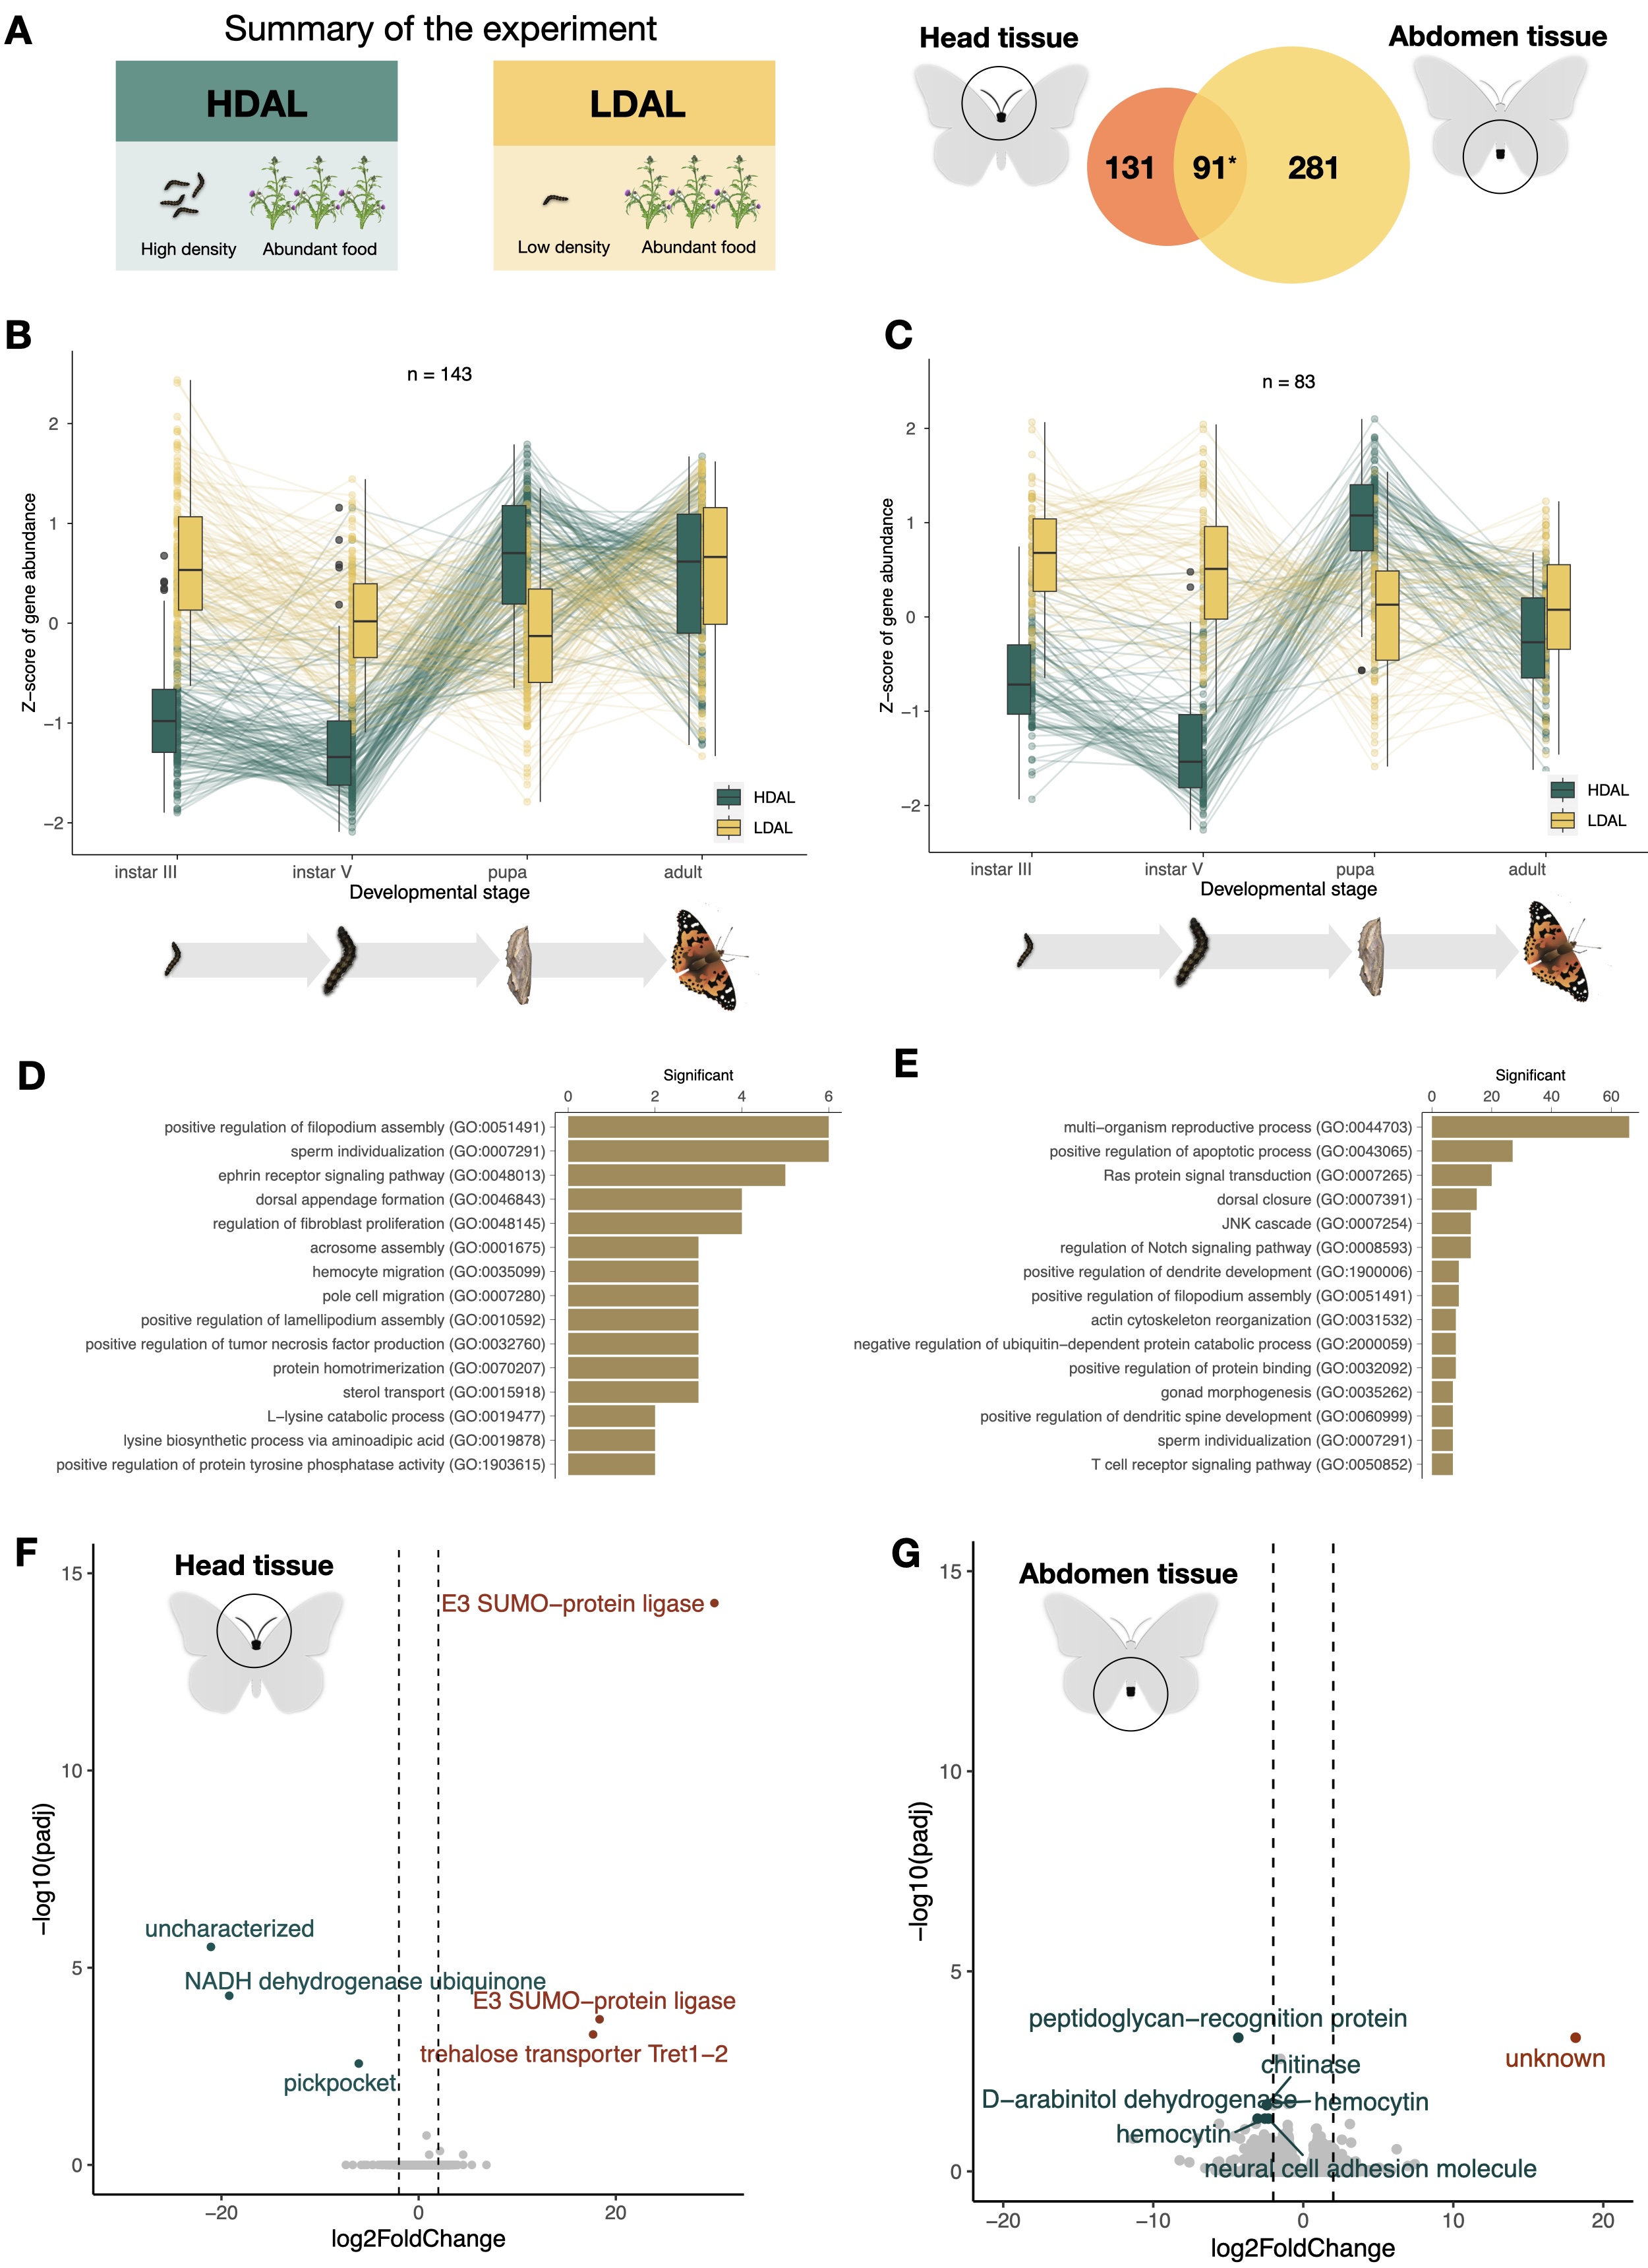 A
Summary of the experiment
HDAL
High density
Abundant food
LDAL
Low density
Abundant food
Head tissue
131
91*
281
Abdomen tissue
B
n = 143
Z−score of gene abundance
2
1
0
−1
−2
HDAL
LDAL
instar III
instar V
pupa
adult
Developmental stage
C
n = 83
Z−score of gene abundance
2
1
0
−1
−2
HDAL
LDAL
instar III
instar V
pupa
adult
Developmental stage
D
Significant
0
2
4
6
positive regulation of filopodium assembly (GO:0051491)
sperm individualization (GO:0007291)
ephrin receptor signaling pathway (GO:0048013)
dorsal appendage formation (GO:0046843)
regulation of fibroblast proliferation (GO:0048145)
acrosome assembly (GO:0001675)
hemocyte migration (GO:0035099)
pole cell migration (GO:0007280)
positive regulation of lamellipodium assembly (GO:0010592)
positive regulation of tumor necrosis factor production (GO:0032760)
protein homotrimerization (GO:0070207)
sterol transport (GO:0015918)
L−lysine catabolic process (GO:0019477)
lysine biosynthetic process via aminoadipic acid (GO:0019878)
positive regulation of protein tyrosine phosphatase activity (GO:1903615)
E
Significant
0
20
40
60
multi−organism reproductive process (GO:0044703)
positive regulation of apoptotic process (GO:0043065)
Ras protein signal transduction (GO:0007265)
dorsal closure (GO:0007391)
JNK cascade (GO:0007254)
regulation of Notch signaling pathway (GO:0008593)
positive regulation of dendrite development (GO:1900006)
positive regulation of filopodium assembly (GO:0051491)
actin cytoskeleton reorganization (GO:0031532)
negative regulation of ubiquitin−dependent protein catabolic process (GO:2000059)
positive regulation of protein binding (GO:0032092)
gonad morphogenesis (GO:0035262)
positive regulation of dendritic spine development (GO:0060999)
sperm individualization (GO:0007291)
T cell receptor signaling pathway (GO:0050852)
F
Head tissue
−log10(padj)
15
10
5
0
E3 SUMO−protein ligase
uncharacterized
NADH dehydrogenase ubiquinone
E3 SUMO−protein ligase
trehalose transporter Tret1−2
pickpocket
−20
0
20
log2FoldChange
G
Abdomen tissue
−log10(padj)
15
10
5
0
peptidoglycan−recognition protein
unknown
chitinase
D−arabinitol dehydrogenase
hemocytin
hemocytin
neural cell adhesion molecule
−20
−10
0
10
20
log2FoldChange